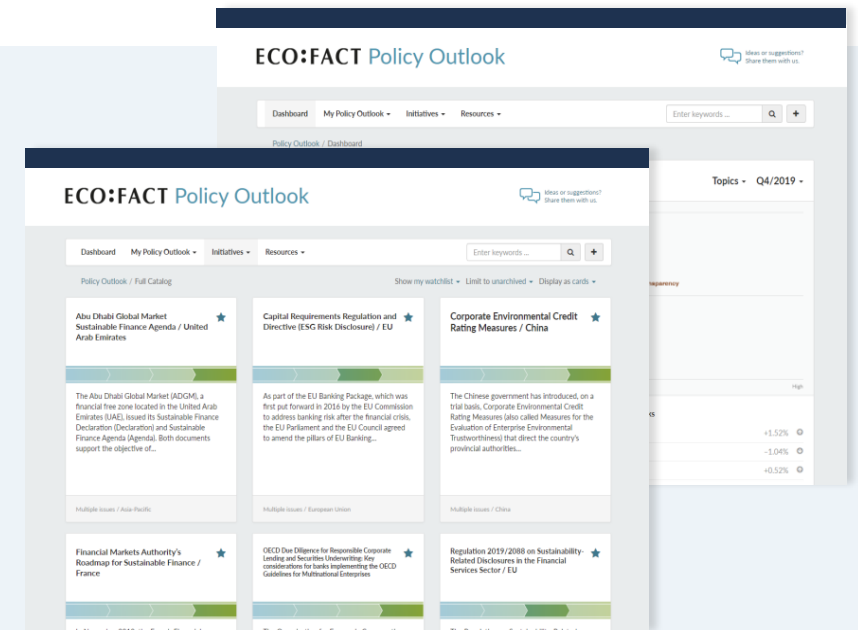 ECO:FACT Policy Outlook
Ideas or suggestions?
Share them with us.
Dashboard My Policy Outlook Initiatives Resources
Enter keywords ...
Policy Outlook / Dashboard
Topics Q4/2019
nsparency
High
ks
+1.52%
−1.04%
+0.52%
ECO:FACT Policy Outlook
Ideas or suggestions?
Share them with us.
Dashboard My Policy Outlook Initiatives Resources
Enter keywords ...
Policy Outlook / Full Catalog
Show my watchlist Limit to unarchived Display as cards
Abu Dhabi Global Market
Sustainable Finance Agenda / United
Arab Emirates
The Abu Dhabi Global Market (ADGM), a
financial free zone located in the United Arab
Emirates (UAE), issued its Sustainable Finance
Declaration (Declaration) and Sustainable
Finance Agenda (Agenda). Both documents
support the objective of...
Multiple issues / Asia-Pacific
Capital Requirements Regulation and
Directive (ESG Risk Disclosure) / EU
As part of the EU Banking Package, which was
first put forward in 2016 by the EU Commission
to address banking risk after the financial crisis,
the EU Parliament and the EU Council agreed
to amend the pillars of EU Banking...
Multiple issues / European Union
Corporate Environmental Credit
Rating Measures / China
The Chinese government has introduced, on a
trial basis, Corporate Environmental Credit
Rating Measures (also called Measures for the
Evaluation of Enterprise Environmental
Trustworthiness) that direct the country's
provincial authorities...
Multiple issues / China
Financial Markets Authority's
Roadmap for Sustainable Finance /
France
OECD Due Diligence for Responsible Corporate
Lending and Securities Underwriting: Key
considerations for banks implementing the OECD
Guidelines for Multinational Enterprises
Regulation 2019/2088 on Sustainability-
Related Disclosures in the Financial
Services Sector / EU